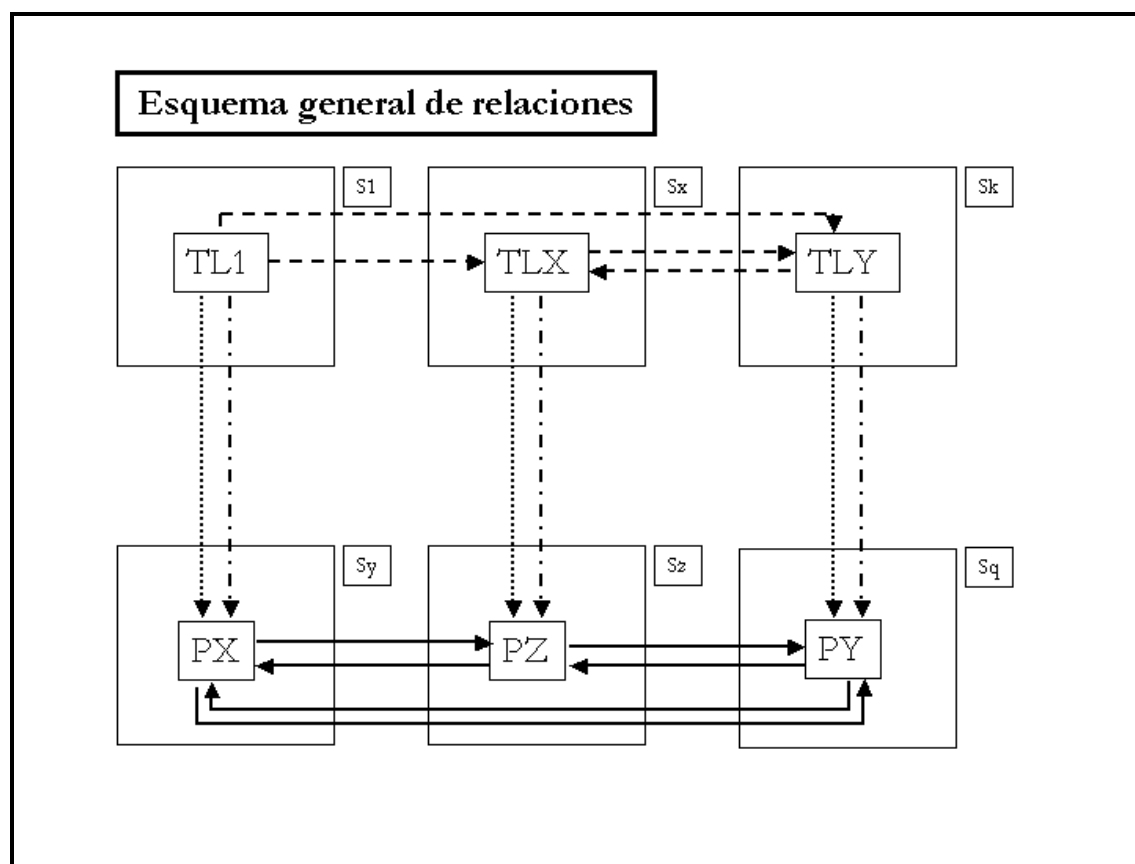 Esquema general de relaciones
S1
Sx
Sk
TL1
TLX
TLY
Sy
Sz
Sq
PX
PZ
PY